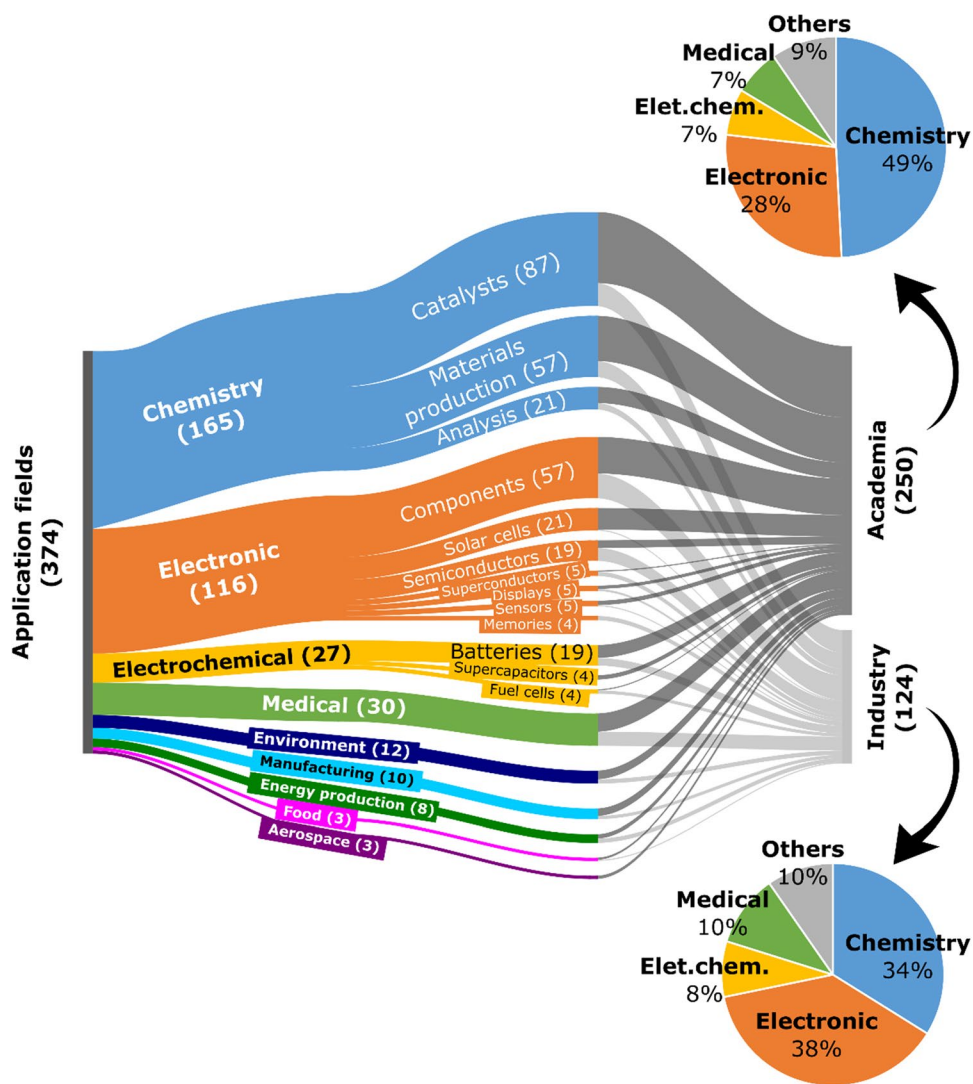 Others
9%
Medical
7%
Elet.chem.
7%
Chemistry
49%
Electronic
28%
Application fields
(374)
Chemistry
(165)
Catalysts (87)
Materials
production (57)
Analysis (21)
Electronic
(116)
Components (57)
Solar cells (21)
Semiconductors (19)
Superconductors (5)
Displays (5)
Sensors (5)
Memories (4)
Electrochemical (27)
Batteries (19)
Supercapacitors (4)
Fuel cells (4)
Medical (30)
Environment (12)
Manufacturing (10)
Energy production (8)
Food (3)
Aerospace (3)
Academia
(250)
Industry
(124)
Others
10%
Medical
10%
Elet.chem.
8%
Chemistry
34%
Electronic
38%